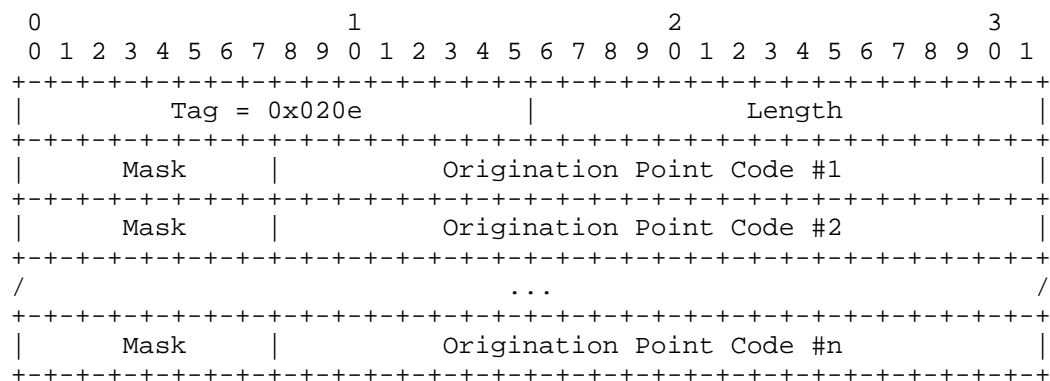 0                   1                   2                   3
 0 1 2 3 4 5 6 7 8 9 0 1 2 3 4 5 6 7 8 9 0 1 2 3 4 5 6 7 8 9 0 1
+-+-+-+-+-+-+-+-+-+-+-+-+-+-+-+-+-+-+-+-+-+-+-+-+-+-+-+-+-+-+-+-+
|         Tag = 0x020e          |             Length            |
+-+-+-+-+-+-+-+-+-+-+-+-+-+-+-+-+-+-+-+-+-+-+-+-+-+-+-+-+-+-+-+-+
|      Mask     |          Origination Point Code #1            |
+-+-+-+-+-+-+-+-+-+-+-+-+-+-+-+-+-+-+-+-+-+-+-+-+-+-+-+-+-+-+-+-+
|      Mask     |          Origination Point Code #2            |
+-+-+-+-+-+-+-+-+-+-+-+-+-+-+-+-+-+-+-+-+-+-+-+-+-+-+-+-+-+-+-+-+
/                              ...                              /
+-+-+-+-+-+-+-+-+-+-+-+-+-+-+-+-+-+-+-+-+-+-+-+-+-+-+-+-+-+-+-+-+
|      Mask     |          Origination Point Code #n            |
+-+-+-+-+-+-+-+-+-+-+-+-+-+-+-+-+-+-+-+-+-+-+-+-+-+-+-+-+-+-+-+-+